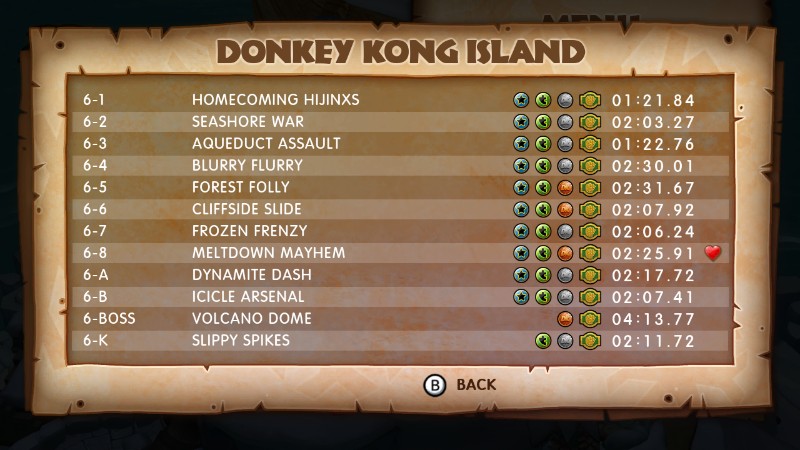 MENU
DONKEY KONG ISLAND
6-1 HOMECOMING HIJINXS 01:21.84
6-2 SEASHORE WAR 02:03.27
6-3 AQUEDUCT ASSAULT 01:22.76
6-4 BLURRY FLURRY 02:30.01
6-5 FOREST FOLLY 02:31.67
6-6 CLIFFSIDE SLIDE 02:07.92
6-7 FROZEN FRENZY 02:06.24
6-8 MELTDOWN MAYHEM 02:25.91
6-A DYNAMITE DASH 02:17.72
6-B ICICLE ARSENAL 02:07.41
6-BOSS VOLCANO DOME 04:13.77
6-K SLIPPY SPIKES 02:11.72
B BACK